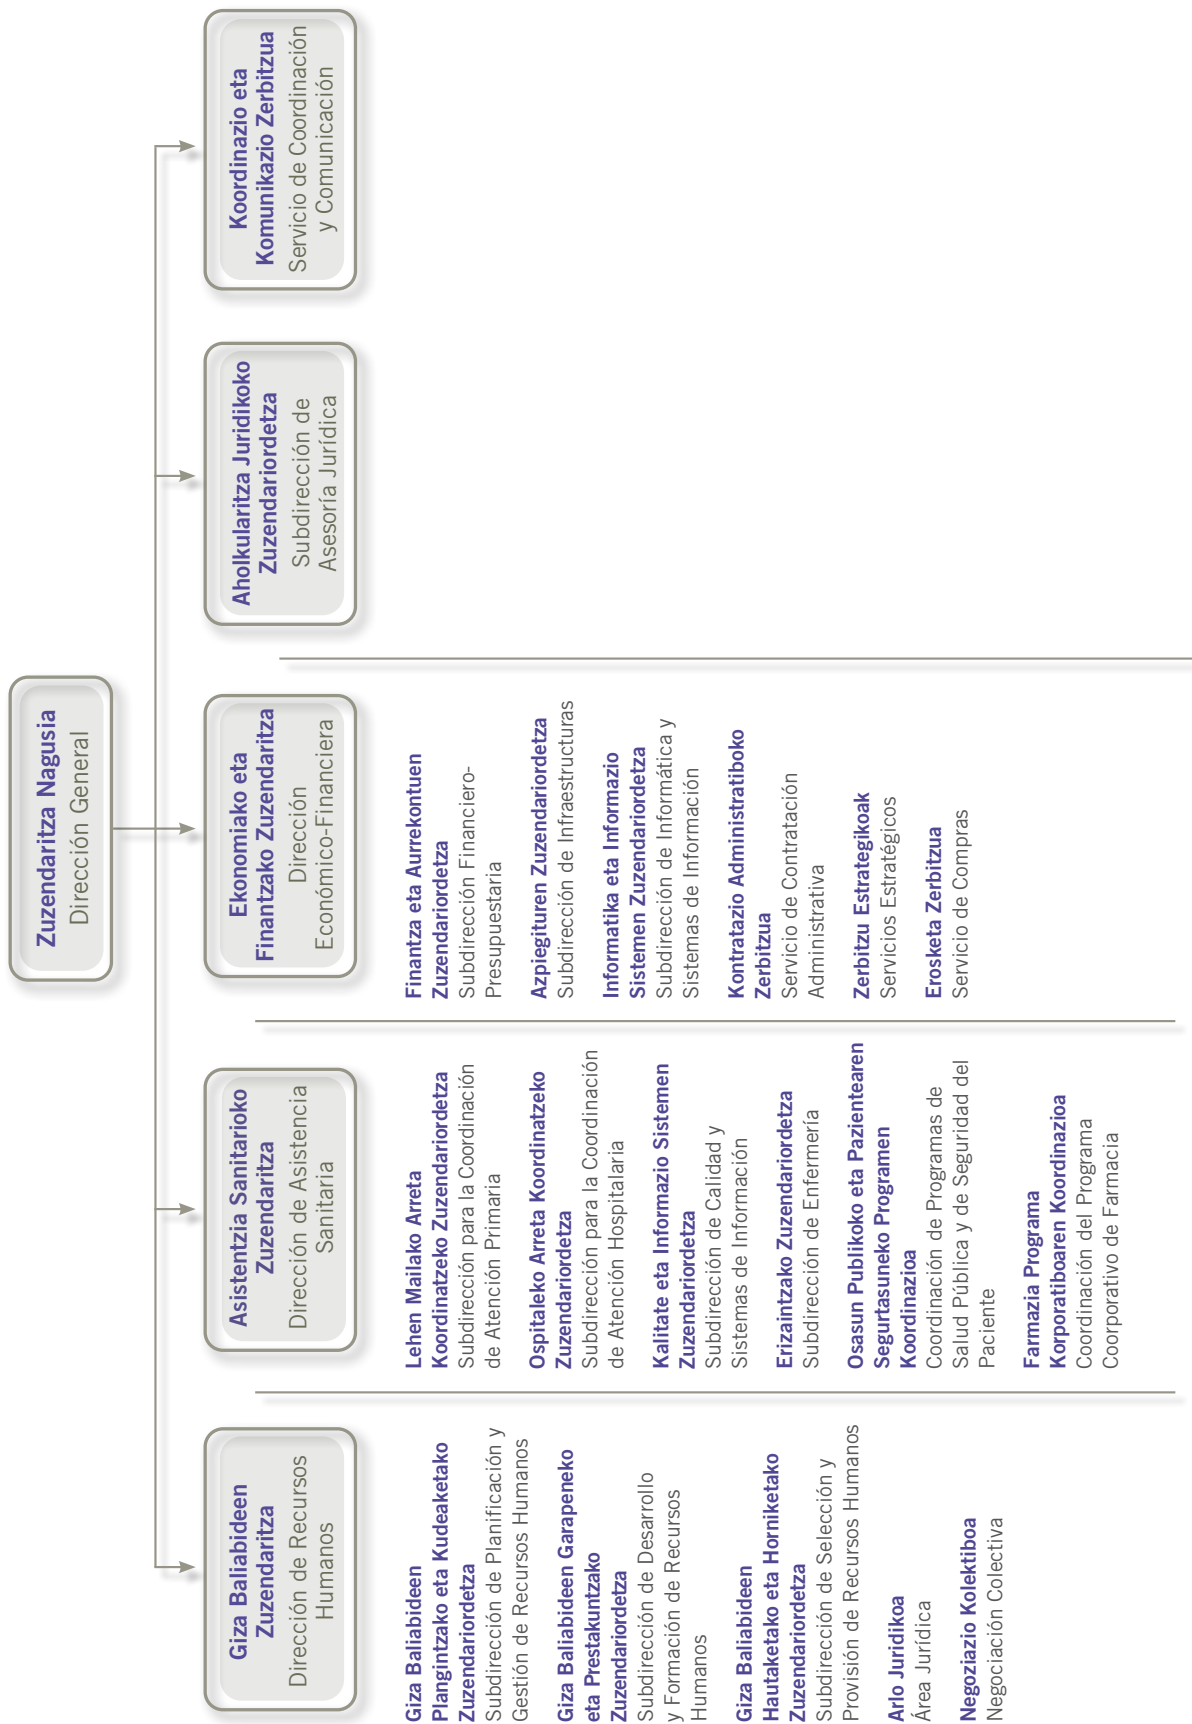 Zuzendaritza Nagusia
Dirección General
Giza Baliabideen
Zuzendaritza
Dirección de Recursos
Humanos
Asistentzia Sanitarioko
Zuzendaritza
Dirección de Asistencia
Sanitaria
Ekonomiako eta
Finantzako Zuzendaritza
Dirección
Económico-Financiera
Aholkularitza Juridikoko
Zuzendariordetza
Subdirección de
Asesoría Jurídica
Koordinazio eta
Komunikazio Zerbitzua
Servicio de Coordinación
y Comunicación
Giza Baliabideen
Plangintzako eta Kudeaketako
Zuzendariordetza
Subdirección de Planificación y
Gestión de Recursos Humanos
Giza Baliabideen Garapeneko
eta Prestakuntzako
Zuzendariordetza
Subdirección de Desarrollo
y Formación de Recursos
Humanos
Giza Baliabideen
Hautaketako eta Horniketako
Zuzendariordetza
Subdirección de Selección y
Provisión de Recursos Humanos
Arlo Juridikoa
Área Jurídica
Negoziazio Kolektiboa
Negociación Colectiva
Lehen Mailako Arreta
Koordinatzeko Zuzendariordetza
Subdirección para la Coordinación
de Atención Primaria
Ospitaleko Arreta Koordinatzeko
Zuzendariordetza
Subdirección para la Coordinación
de Atención Hospitalaria
Kalitate eta Informazio Sistemen
Zuzendariordetza
Subdirección de Calidad y
Sistemas de Información
Erizaintzako Zuzendariordetza
Subdirección de Enfermería
Osasun Publikoko eta Pazientearen
Segurtasuneko Programen
Koordinazioa
Coordinación de Programas de
Salud Pública y de Seguridad del
Paciente
Farmazia Programa
Korporatiboaren Koordinazioa
Coordinación del Programa
Coorporativo de Farmacia
Finantza eta Aurrekontuen
Zuzendariordetza
Subdirección Financiero-
Presupuestaria
Azpiegituren Zuzendariordetza
Subdirección de Infraestructuras
Informatika eta Informazio
Sistemen Zuzendariordetza
Subdirección de Informática y
Sistemas de Información
Kontratazio Administratiboko
Zerbitzua
Servicio de Contratación
Administrativa
Zerbitzu Estrategikoak
Servicios Estratégicos
Erosketa Zerbitzua
Servicio de Compras